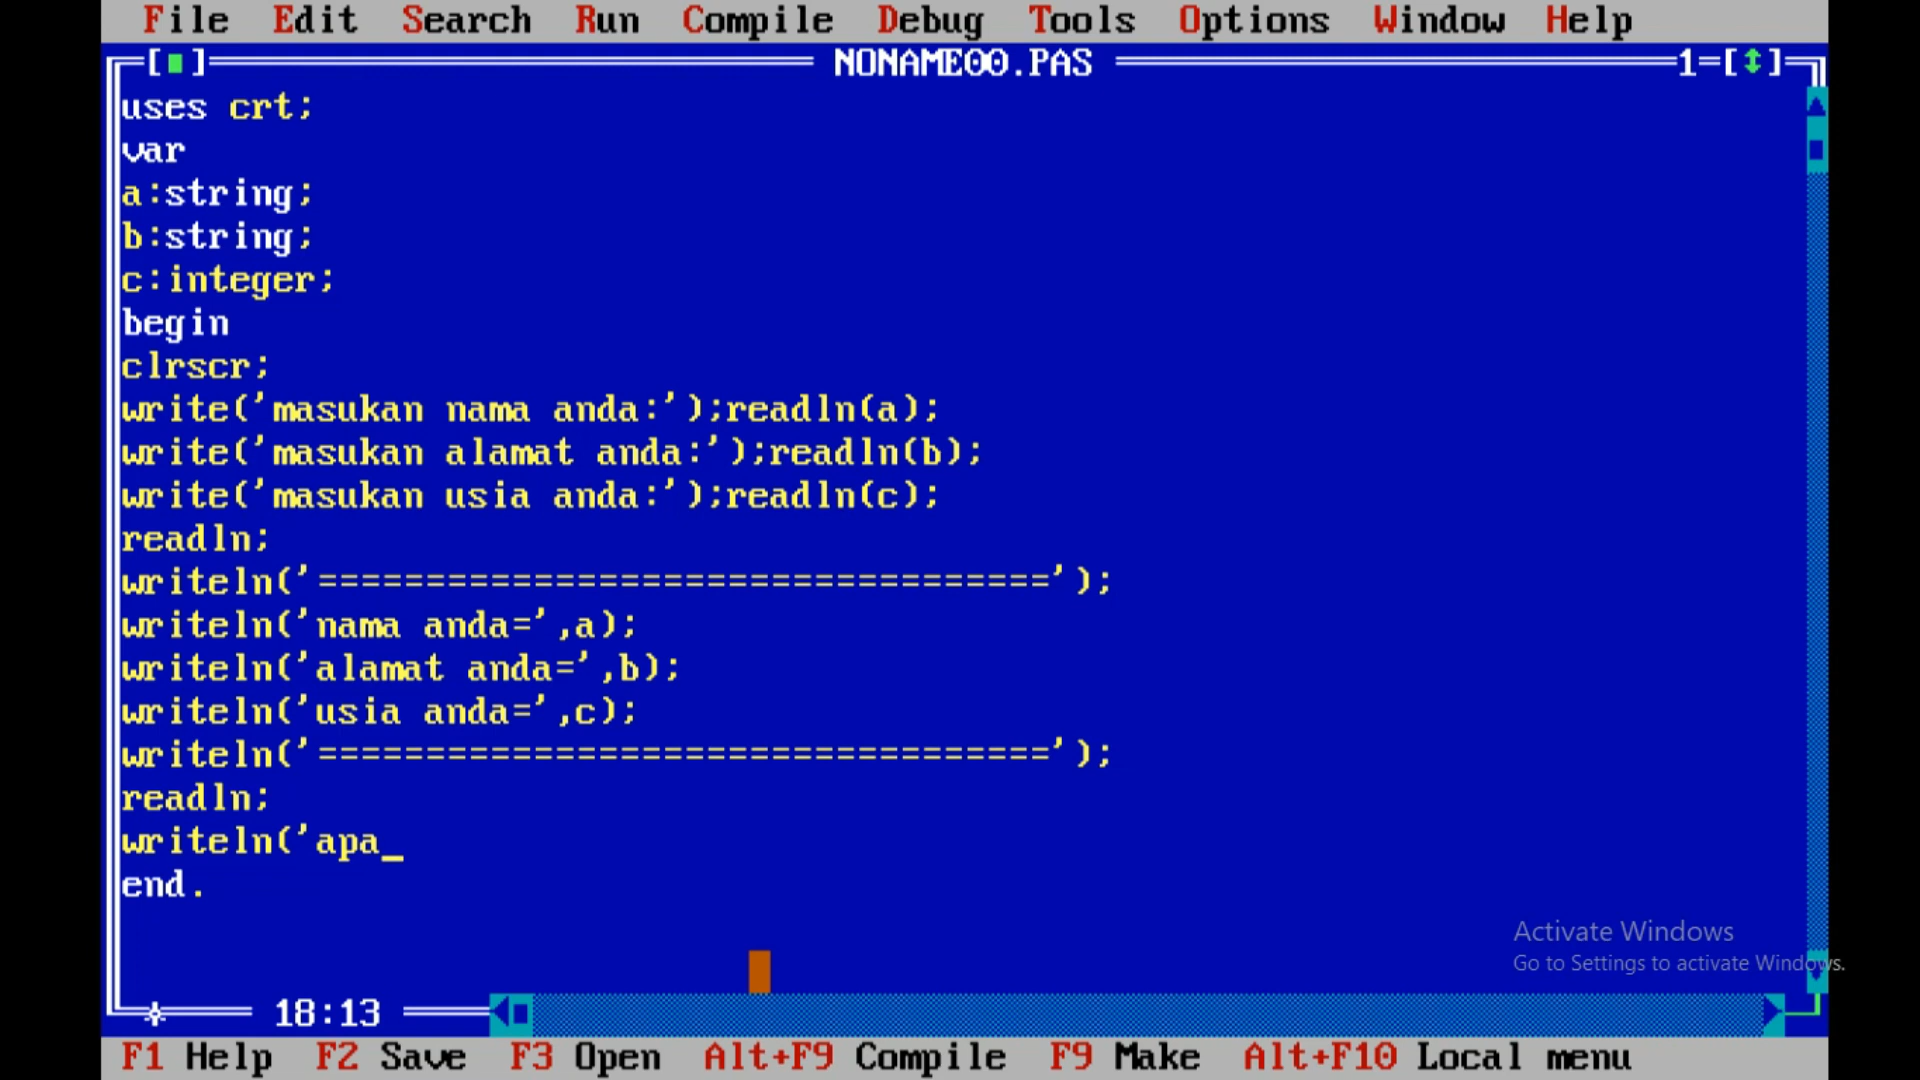 File Edit Search Run Compile Debug Tools Options Window Help
[■] NONAME00.PAS 1=[↕]
uses crt;
var
a:string;
b:string;
c:integer;
begin
clrscr;
write('masukan nama anda:');readln(a);
write('masukan alamat anda:');readln(b);
write('masukan usia anda:');readln(c);
readln;
writeln('==================================');
writeln('nama anda=',a);
writeln('alamat anda=',b);
writeln('usia anda=',c);
writeln('==================================');
readln;
writeln('apa_
end.
Activate Windows
Go to Settings to activate Windows.
18:13
F1 Help F2 Save F3 Open Alt+F9 Compile F9 Make Alt+F10 Local menu